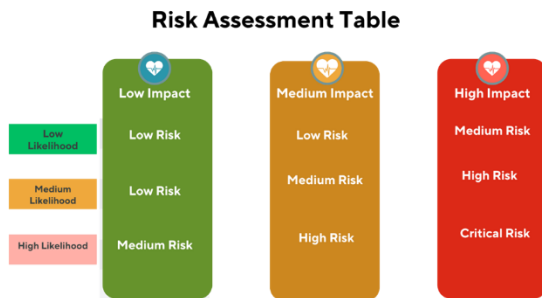 Risk Assessment Table
Low Impact
Medium Impact
High Impact
Low
Likelihood
Low Risk
Low Risk
Medium Risk
Medium
Likelihood
Low Risk
Medium Risk
High Risk
High Likelihood
Medium Risk
High Risk
Critical Risk